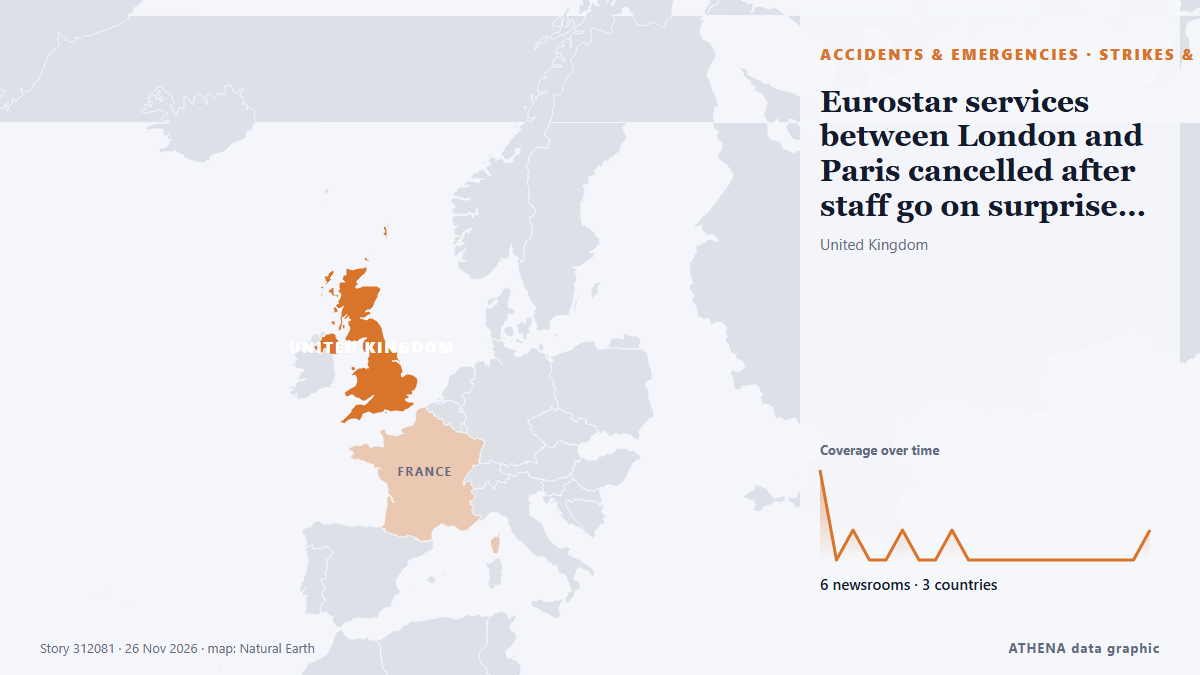 ACCIDENTS & EMERGENCIES · STRIKES &
Eurostar services
between London and
Paris cancelled after
staff go on surprise...
United Kingdom
UNITED KINGDOM
FRANCE
Coverage over time
6 newsrooms · 3 countries
Story 312081 · 26 Nov 2026 · map: Natural Earth
ATHENA data graphic